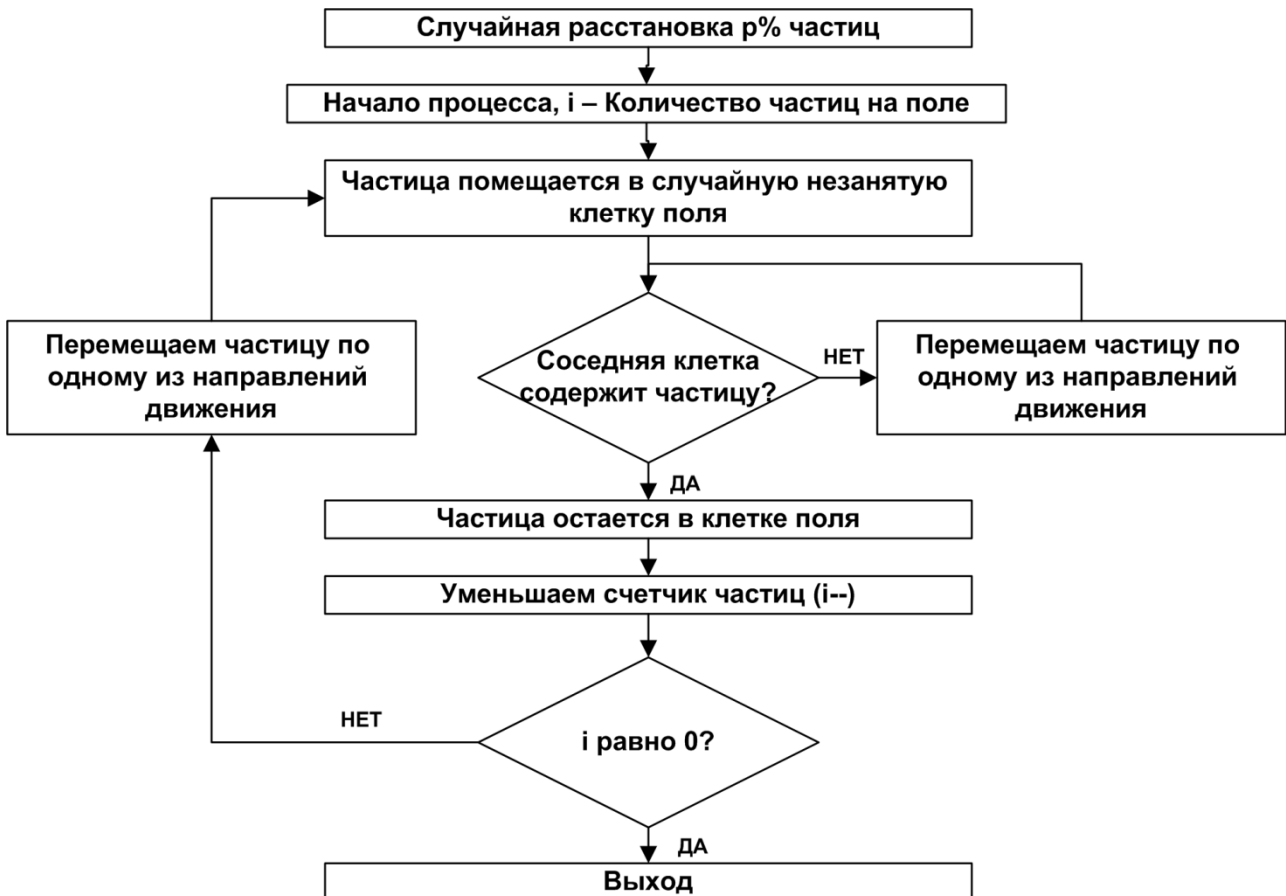 Случайная расстановка p% частиц
Начало процесса, i – Количество частиц на поле
Частица помещается в случайную незанятую
клетку поля
Перемещаем частицу по
одному из направлений
движения
Соседняя клетка
содержит частицу?
НЕТ
Перемещаем частицу по
одному из направлений
движения
ДА
Частица остается в клетке поля
Уменьшаем счетчик частиц (i--)
НЕТ
i равно 0?
ДА
Выход